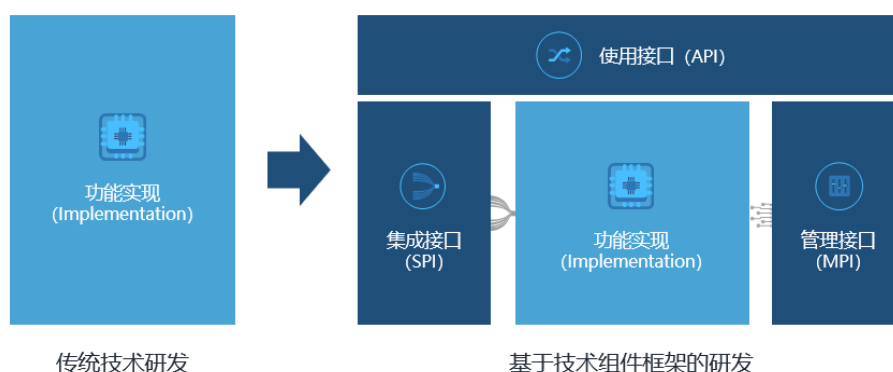 使用接口 (API)
功能实现
(Implementation)
集成接口
(SPI)
功能实现
(Implementation)
管理接口
(MPI)
传统技术研发
基于技术组件框架的研发